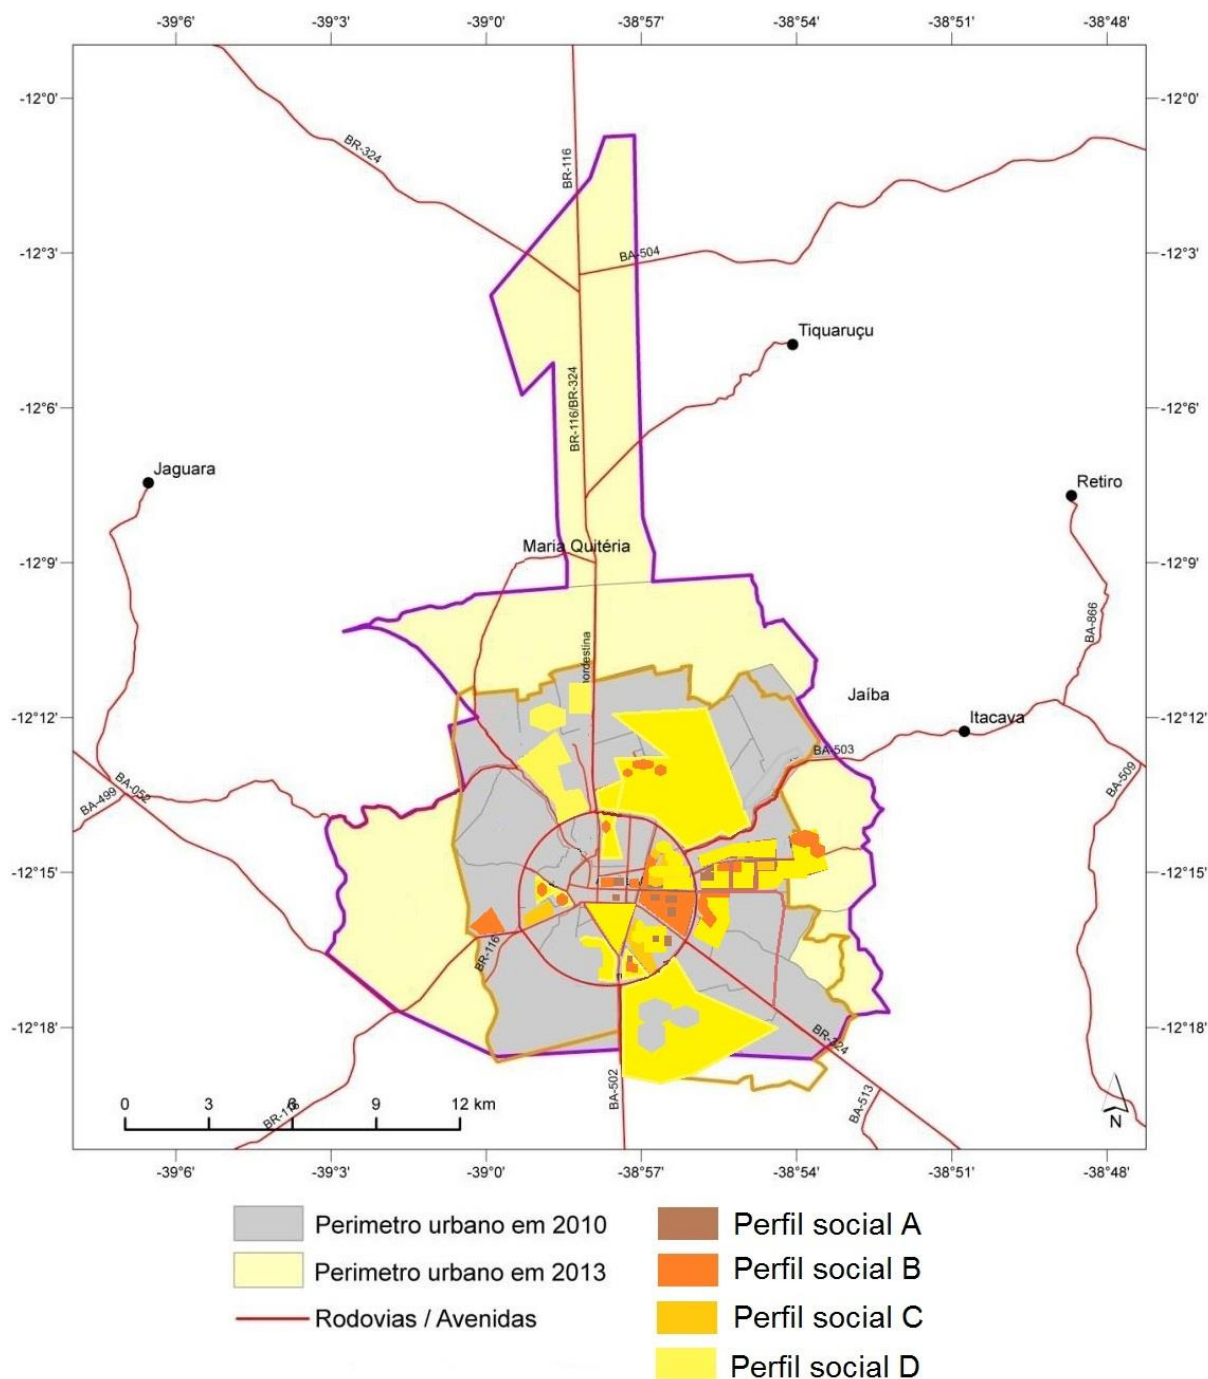 -39°6' -39°3' -39°0' -38°57' -38°54' -38°51' -38°48'
-12°0' -12°0'
BR-324
BR-116
-12°3' BA-504 -12°3'
Tiquaruçu
-12°6' BR-116/BR-324 -12°6'
Jaguara
Retiro
Maria Quitéria
-12°9' -12°9'
BA-866
nordestina
Jaíba
-12°12' Itacava -12°12'
BA-503
BA-052
BA-499
BA-509
-12°15' -12°15'
BR-116
-12°18' -12°18'
BR-324
BA-502
BA-513
0 3 6 9 12 km
BR-116
N
-39°6' -39°3' -39°0' -38°57' -38°54' -38°51' -38°48'
Perimetro urbano em 2010
Perimetro urbano em 2013
Rodovias / Avenidas
Perfil social A
Perfil social B
Perfil social C
Perfil social D